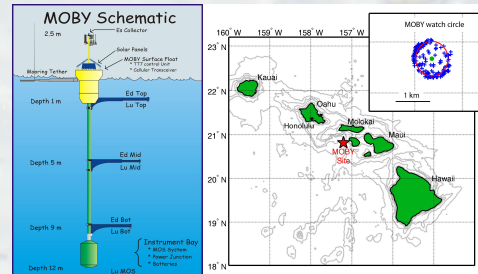 MOBY Schematic
2.5 m
Es Collector
Solar Panels
MOBY Surface Float
* TT7 Control Unit
* Cellular Transceiver
Mooring Tether
Depth 1 m
Ed Top
Lu Top
Depth 5 m
Ed Mid
Lu Mid
Depth 9 m
Ed Bot
Lu Bot
Instrument Bay
* MOS System
* Power Junction
* Batteries
Depth 12 m
Lu MOS
160° W
159° W
158° W
157° W
23° N
22° N
21° N
20° N
19° N
18° N
Kauai
Oahu
Honolulu
Molokai
Maui
MOBY
Site
Hawaii
MOBY watch circle
1 km